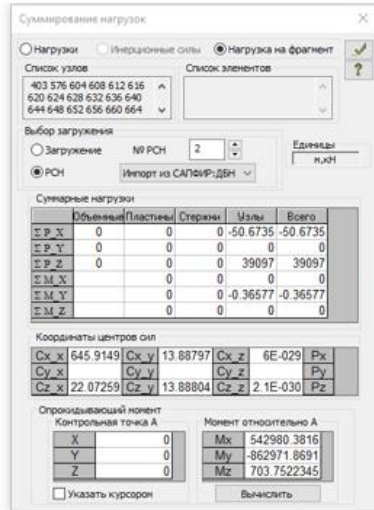 Суммирование нагрузок
Нагрузки Инерционные силы Нагрузка на фрагмент
Список узлов Список элементов
403 576 604 608 612 616
620 624 628 632 636 640
644 648 652 656 660 664
?
Выбор загружения
Загружение № РСН 2 Единицы
РСН Импорт из САПФИР:ДБН м,кН
Суммарные нагрузки
Объемные Пластины Стержни Узлы Всего
Σ P_X 0 0 0 -50.6735 -50.6735
Σ P_Y 0 0 0 0 0
Σ P_Z 0 0 0 39097 39097
Σ M_X 0 0 0 0
Σ M_Y 0 0 -0.36577 -0.36577
Σ M_Z 0 0 0 0
Координаты центров сил
Cx_x 645.9149 Cx_y 13.88797 Cx_z 6E-029 Px
Cy_x Cy_y Cy_z Py
Cz_x 22.07259 Cz_y 13.88804 Cz_z 2.1E-030 Pz
Опрокидывающий момент
Контрольная точка A Момент относительно A
X 0 Mx 542980.3816
Y 0 My -862971.8691
Z 0 Mz 703.7522345
Указать курсором Вычислить